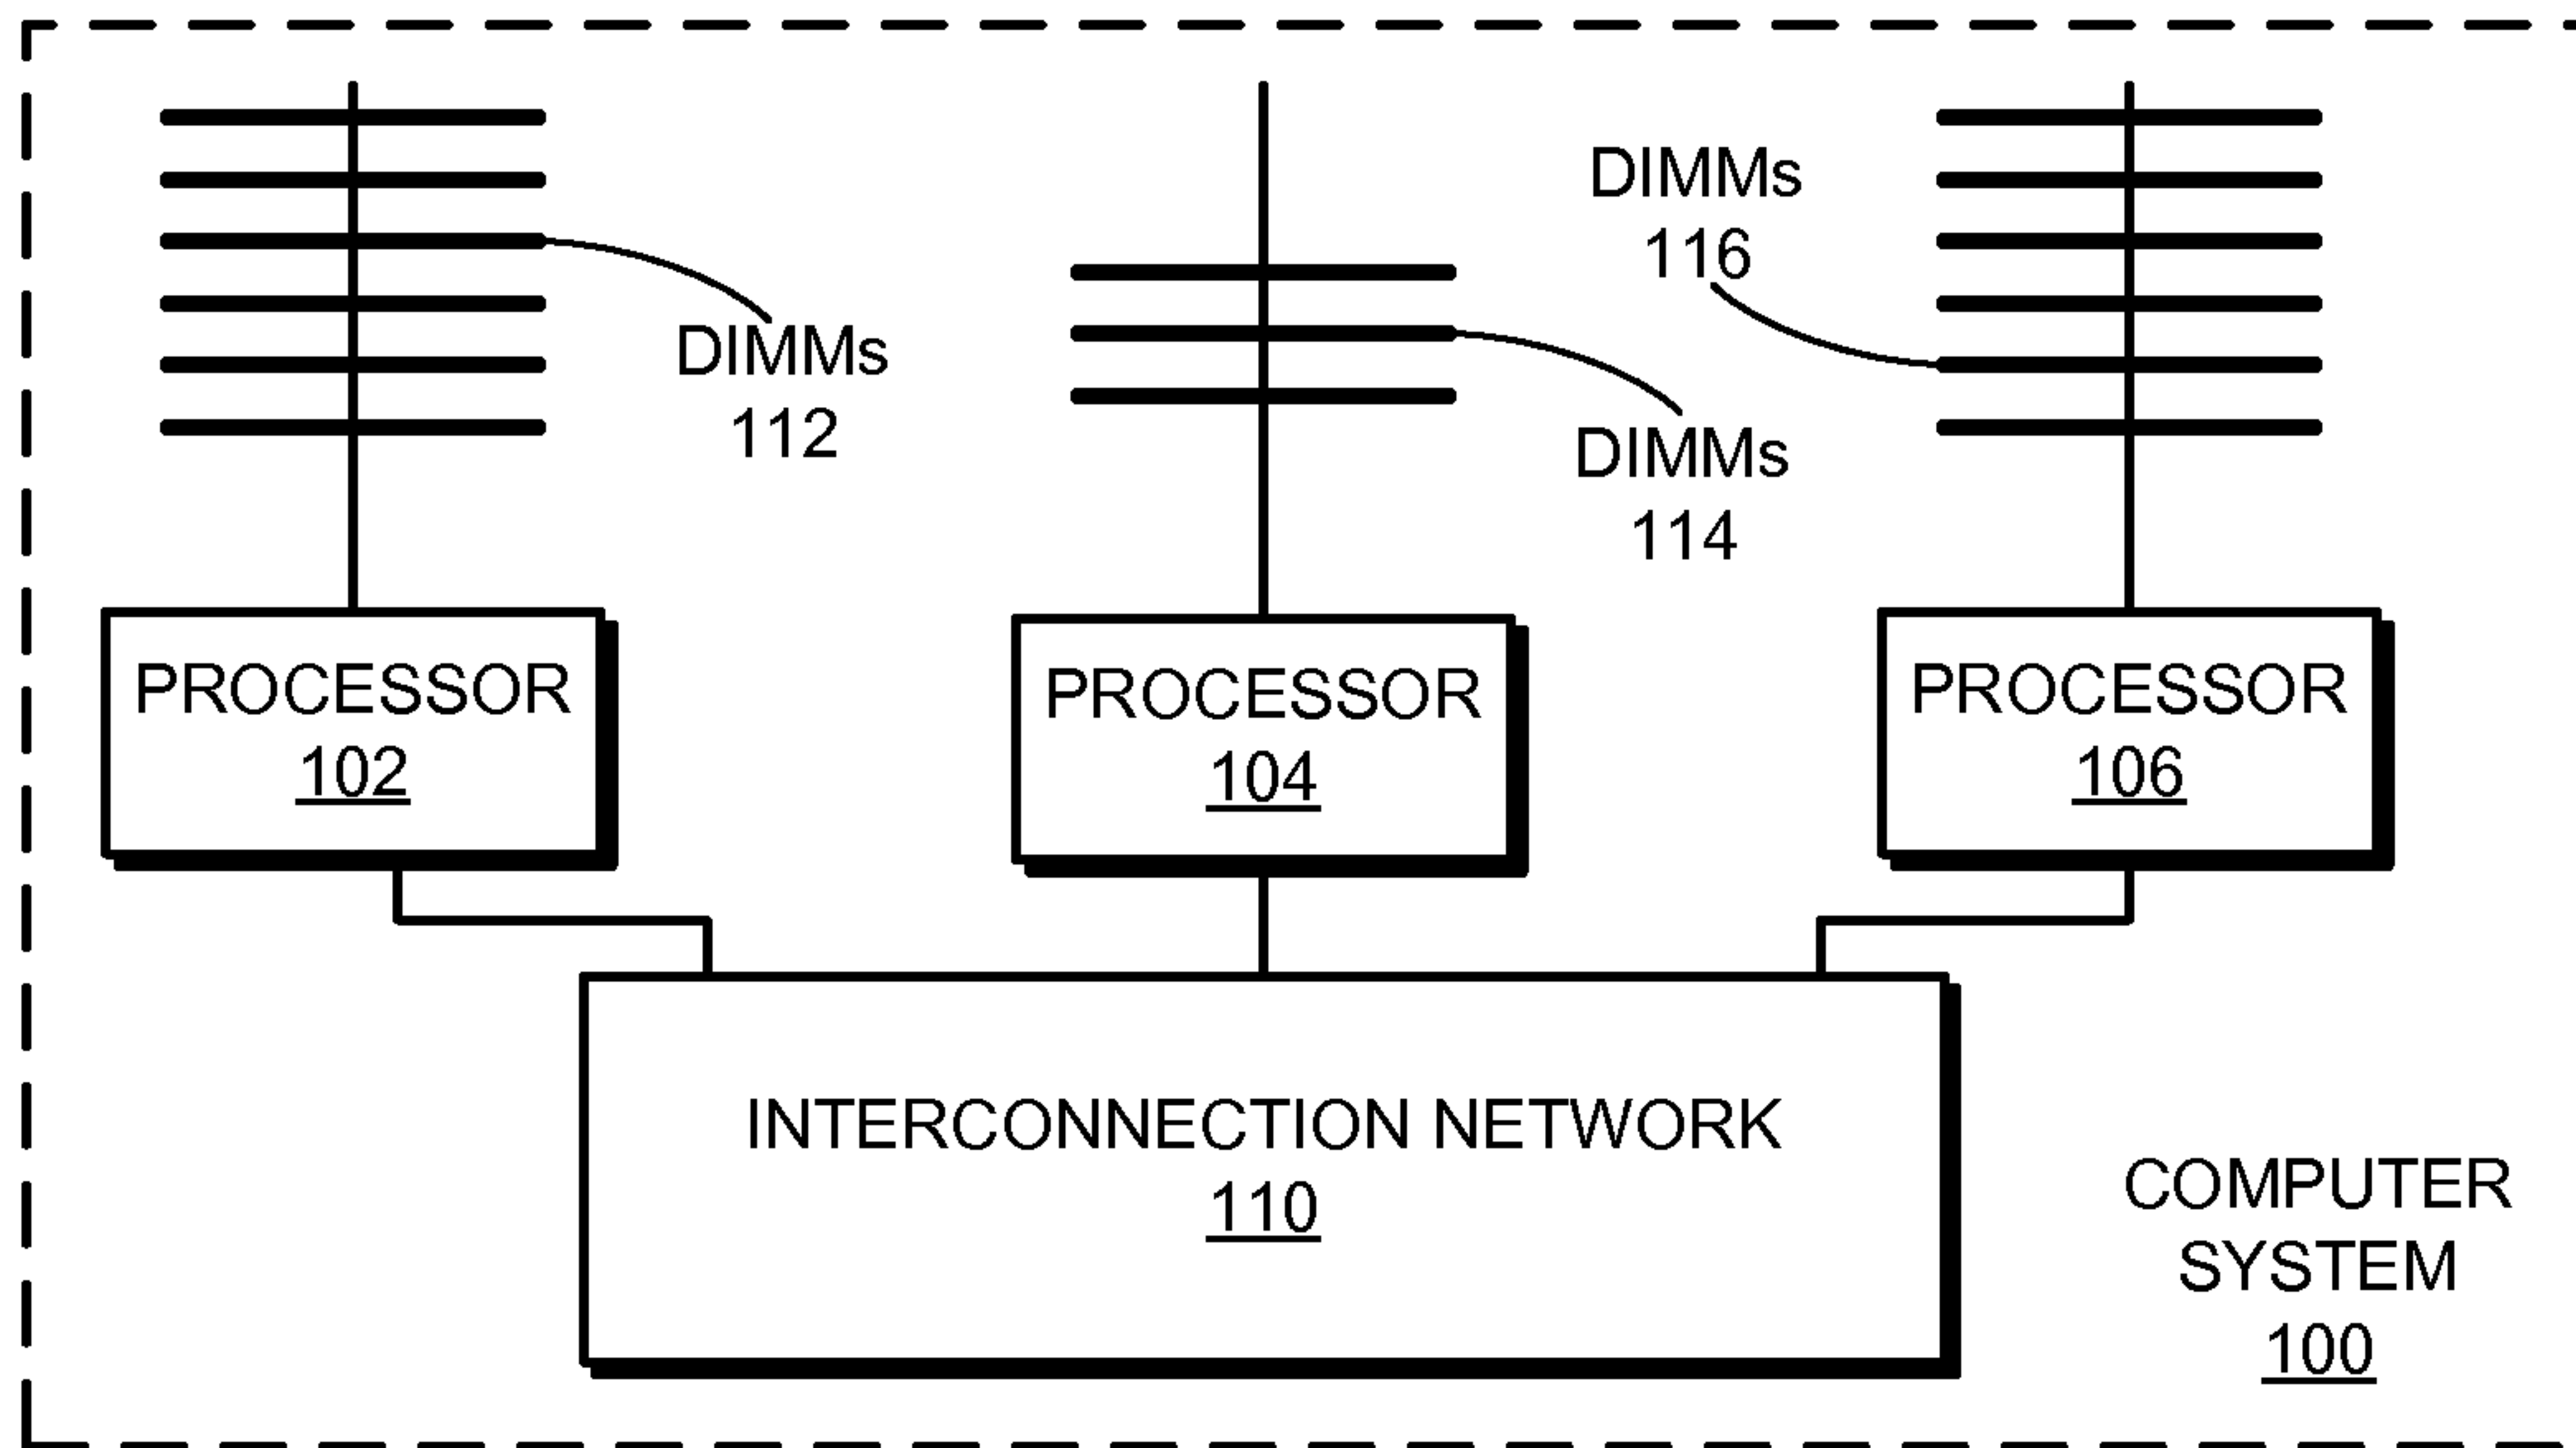 DIMMs
116
DIMMs
112
DIMMs
114
PROCESSOR
102
PROCESSOR
104
PROCESSOR
106
INTERCONNECTION NETWORK
110
COMPUTER
SYSTEM
100